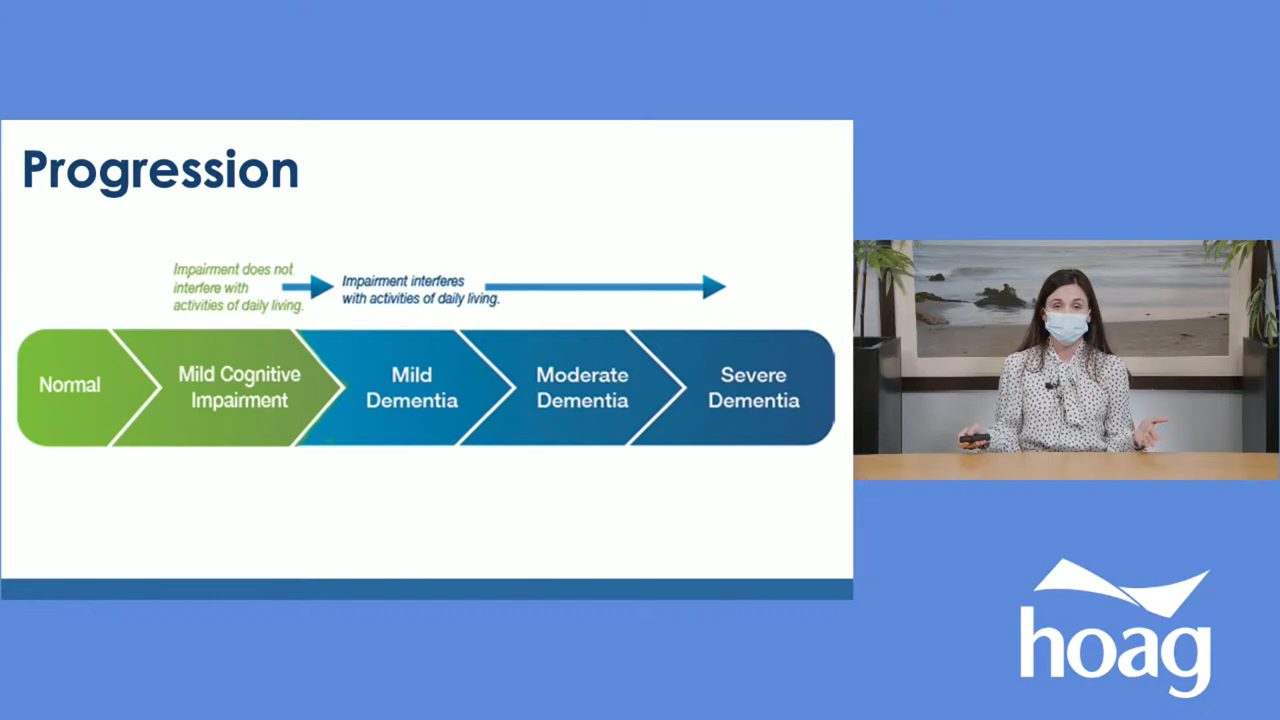 Progression
Impairment does not
interfere with
activities of daily living.
Impairment interferes
with activities of daily living.
Normal
Mild Cognitive
Impairment
Mild
Dementia
Moderate
Dementia
Severe
Dementia
hoag